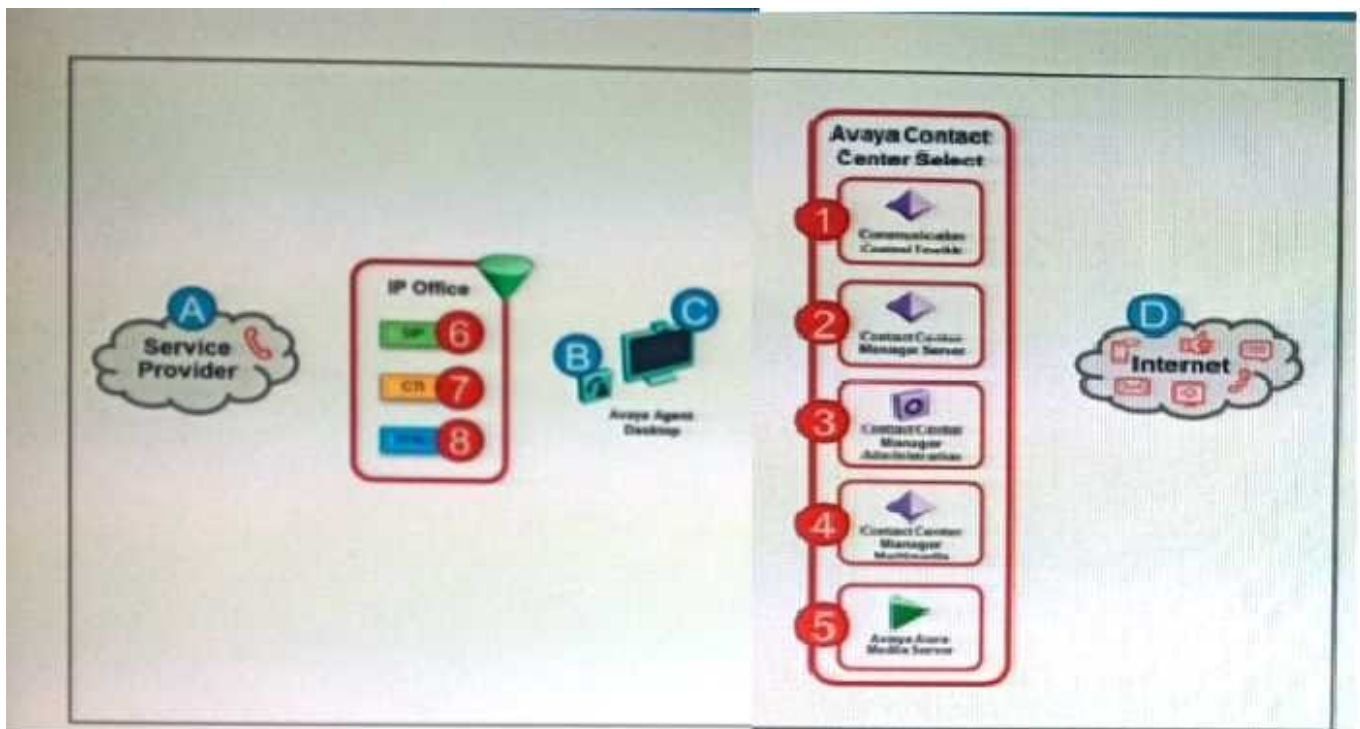 A
Service
Provider
IP Office
6
CTI
7
8
B
C
Avaya Agent
Desktop
Avaya Contact
Center Select
1
Communication
Control Toolkit
2
Contact Center
Manager Server
3
Contact Center
Manager
Administration
4
Contact Center
Manager
Multimedia
5
Avaya Aura
Media Server
D
Internet